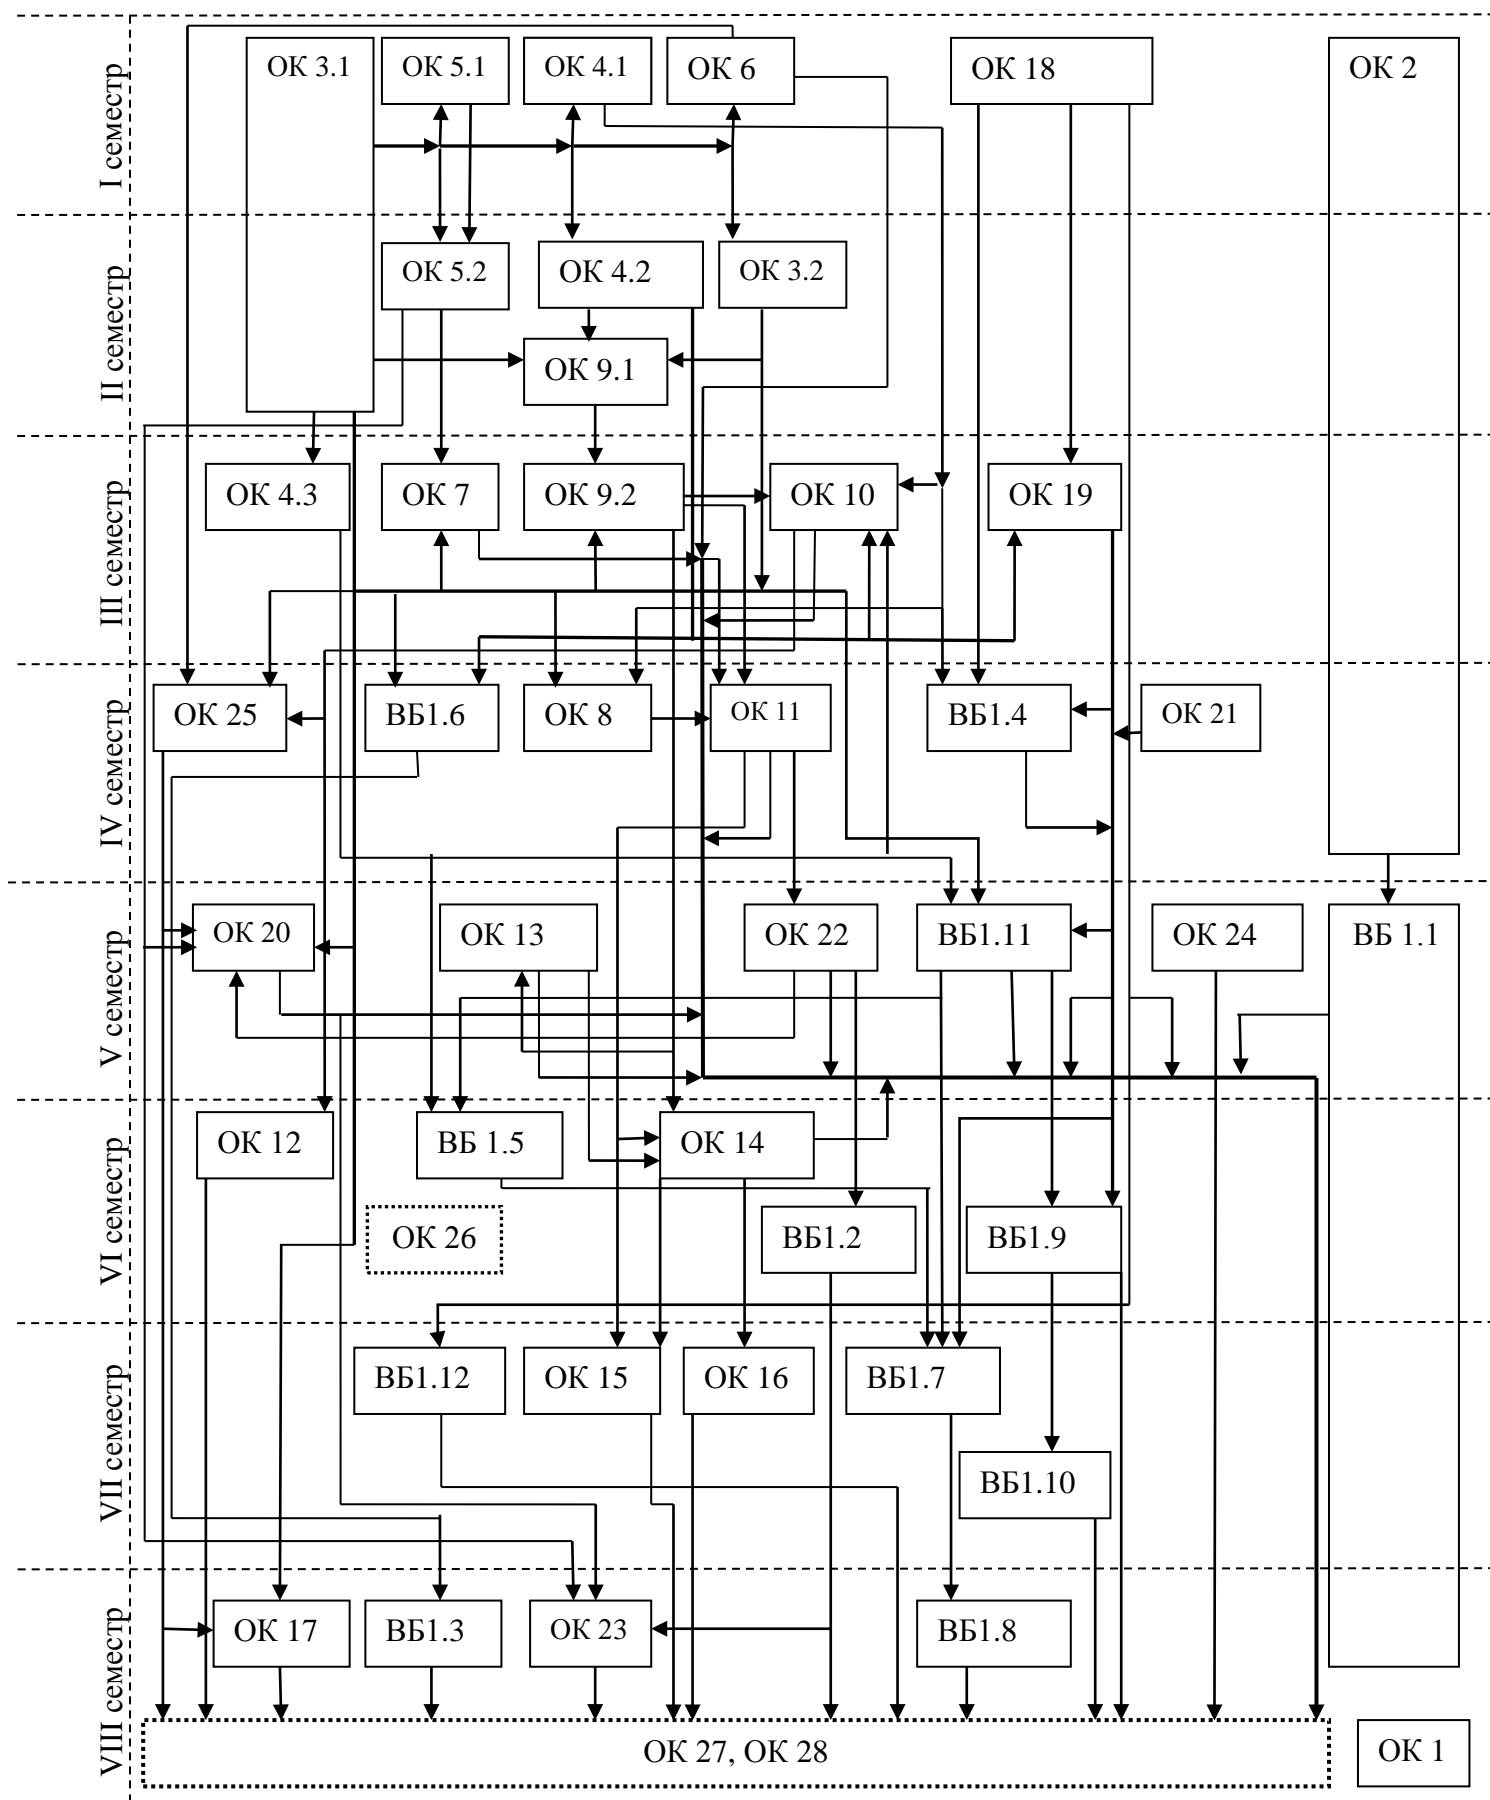 I семестр
ОК 3.1
ОК 5.1
ОК 4.1
ОК 6
ОК 18
ОК 2
II семестр
ОК 5.2
ОК 4.2
ОК 3.2
ОК 9.1
III семестр
ОК 4.3
ОК 7
ОК 9.2
ОК 10
ОК 19
IV семестр
ОК 25
ВБ1.6
ОК 8
ОК 11
ВБ1.4
ОК 21
V семестр
ОК 20
ОК 13
ОК 22
ВБ1.11
ОК 24
ВБ 1.1
VI семестр
ОК 12
ВБ 1.5
ОК 14
ОК 26
ВБ1.2
ВБ1.9
VII семестр
ВБ1.12
ОК 15
ОК 16
ВБ1.7
ВБ1.10
VIII семестр
ОК 17
ВБ1.3
ОК 23
ВБ1.8
ОК 27, ОК 28
ОК 1